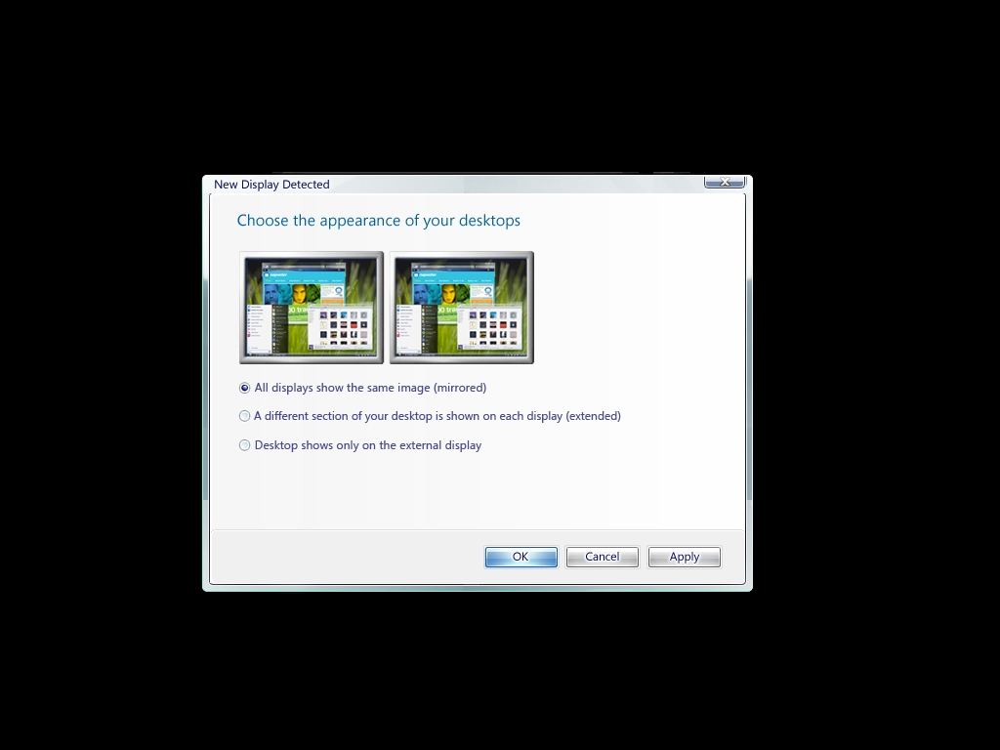 New Display Detected
Choose the appearance of your desktops
All displays show the same image (mirrored)
A different section of your desktop is shown on each display (extended)
Desktop shows only on the external display
OK
Cancel
Apply